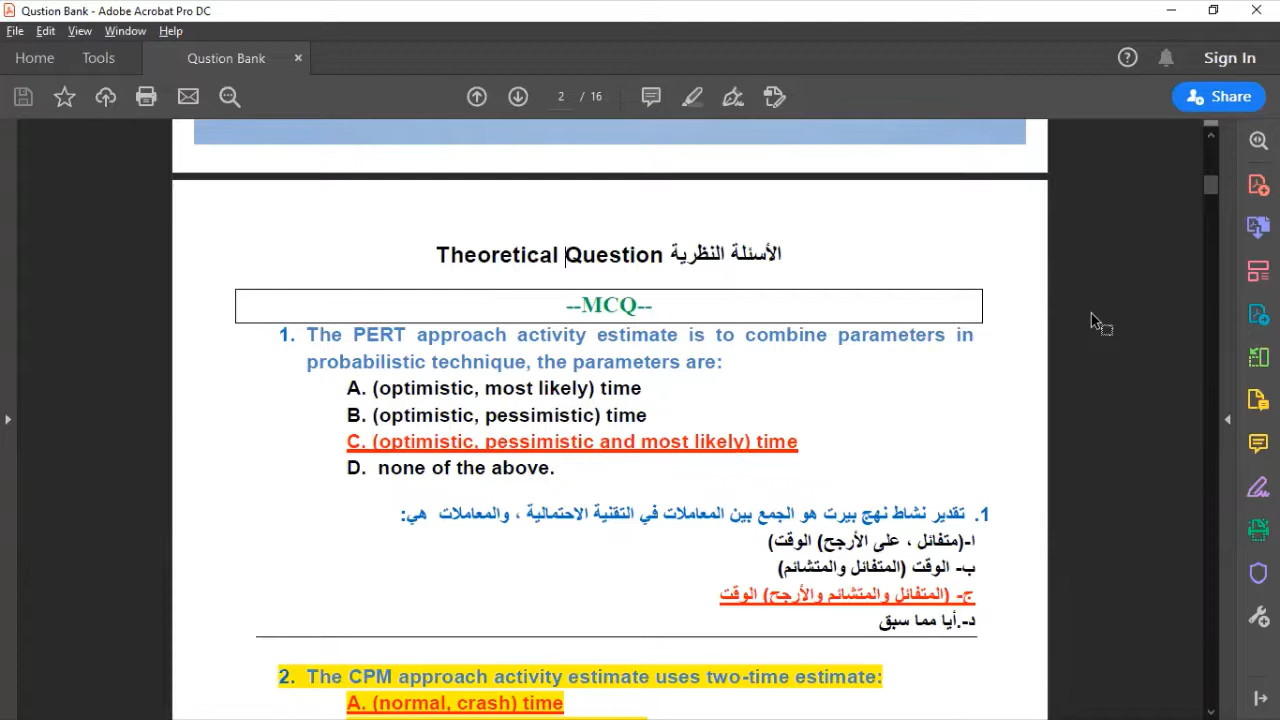 Qustion Bank - Adobe Acrobat Pro DC
File Edit View Window Help
Home Tools Qustion Bank × Sign In
2 / 16 Share
Theoretical Question الأسئلة النظرية
--MCQ--
1. The PERT approach activity estimate is to combine parameters in
probabilistic technique, the parameters are:
A. (optimistic, most likely) time
B. (optimistic, pessimistic) time
C. (optimistic, pessimistic and most likely) time
D. none of the above.
1. تقدير نشاط نهج بيرت هو الجمع بين المعاملات في التقنية الاحتمالية ، والمعاملات هي:
ا-(متفائل ، على الأرجح) الوقت)
ب- الوقت (المتفائل والمتشائم)
ج- (المتفائل والمتشائم والأرجح) الوقت
د-.أيا مما سبق
2. The CPM approach activity estimate uses two-time estimate:
A. (normal, crash) time